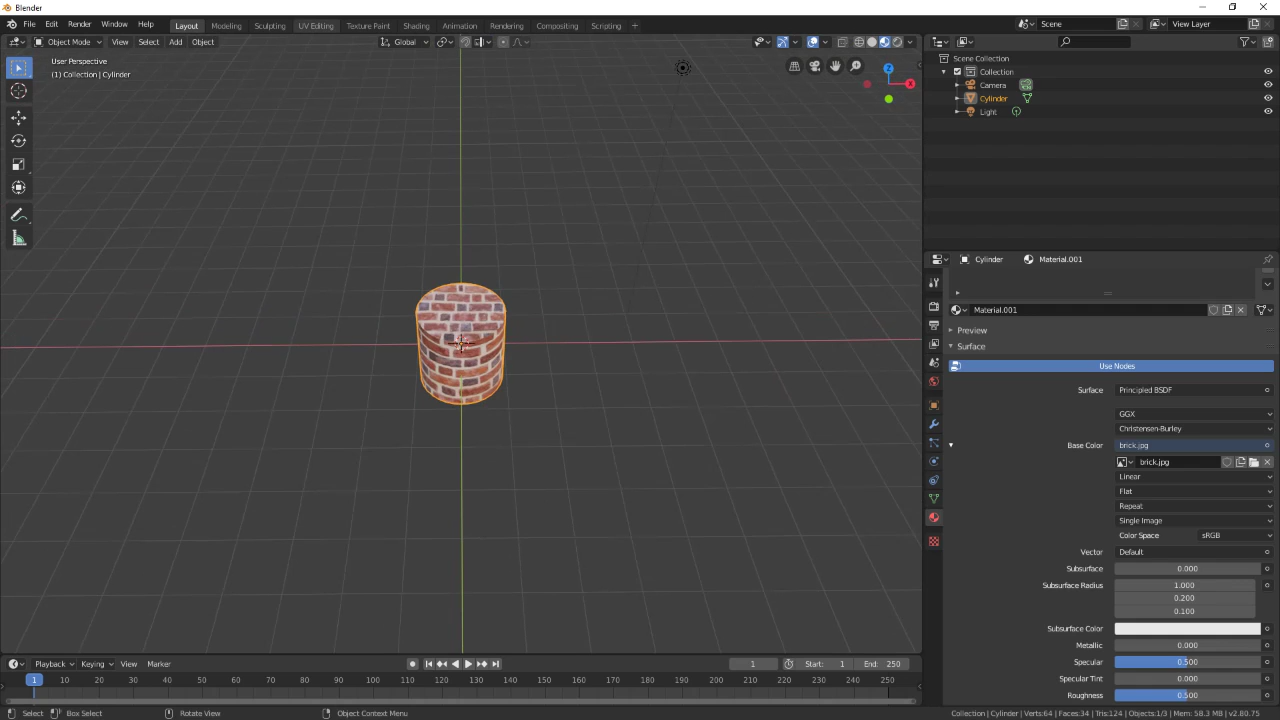 Blender
File Edit Render Window Help Layout Modeling Sculpting UV Editing Texture Paint Shading Animation Rendering Compositing Scripting + Scene View Layer
Object Mode View Select Add Object Global
User Perspective
(1) Collection | Cylinder
Z
X
Scene Collection
Collection
Camera
Cylinder
Light
Cylinder Material.001
Material.001
Preview
Surface
Use Nodes
Surface Principled BSDF
GGX
Christensen-Burley
Base Color brick.jpg
brick.jpg
Linear
Flat
Repeat
Single Image
Color Space sRGB
Vector Default
Subsurface 0.000
Subsurface Radius 1.000
0.200
0.100
Subsurface Color
Metallic 0.000
Specular 0.500
Specular Tint 0.000
Roughness 0.500
Playback Keying View Marker 1 Start: 1 End: 250
1 10 20 30 40 50 60 70 80 90 100 110 120 130 140 150 160 170 180 190 200 210 220 230 240 250
Select Box Select Rotate View Object Context Menu Collection | Cylinder | Verts:64 | Faces:34 | Tris:124 | Objects:1/3 | Mem: 58.3 MB | v2.80.75